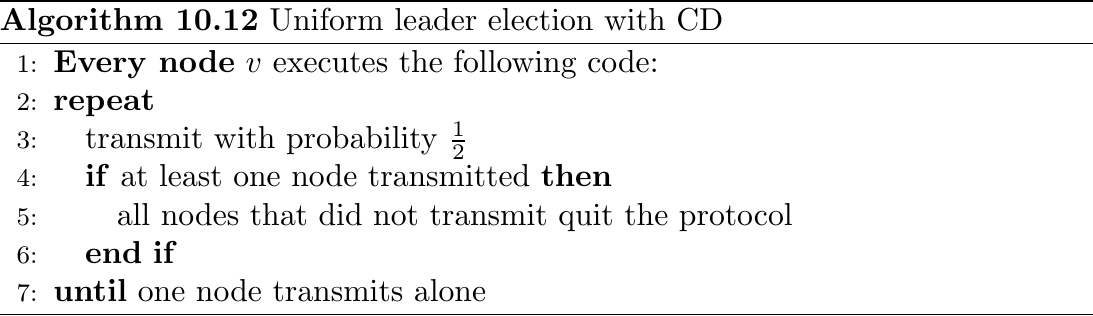 Algorithm 10.12 Uniform leader election with CD
1: Every node v executes the following code:
2: repeat
3: transmit with probability 1/2
4: if at least one node transmitted then
5: all nodes that did not transmit quit the protocol
6: end if
7: until one node transmits alone